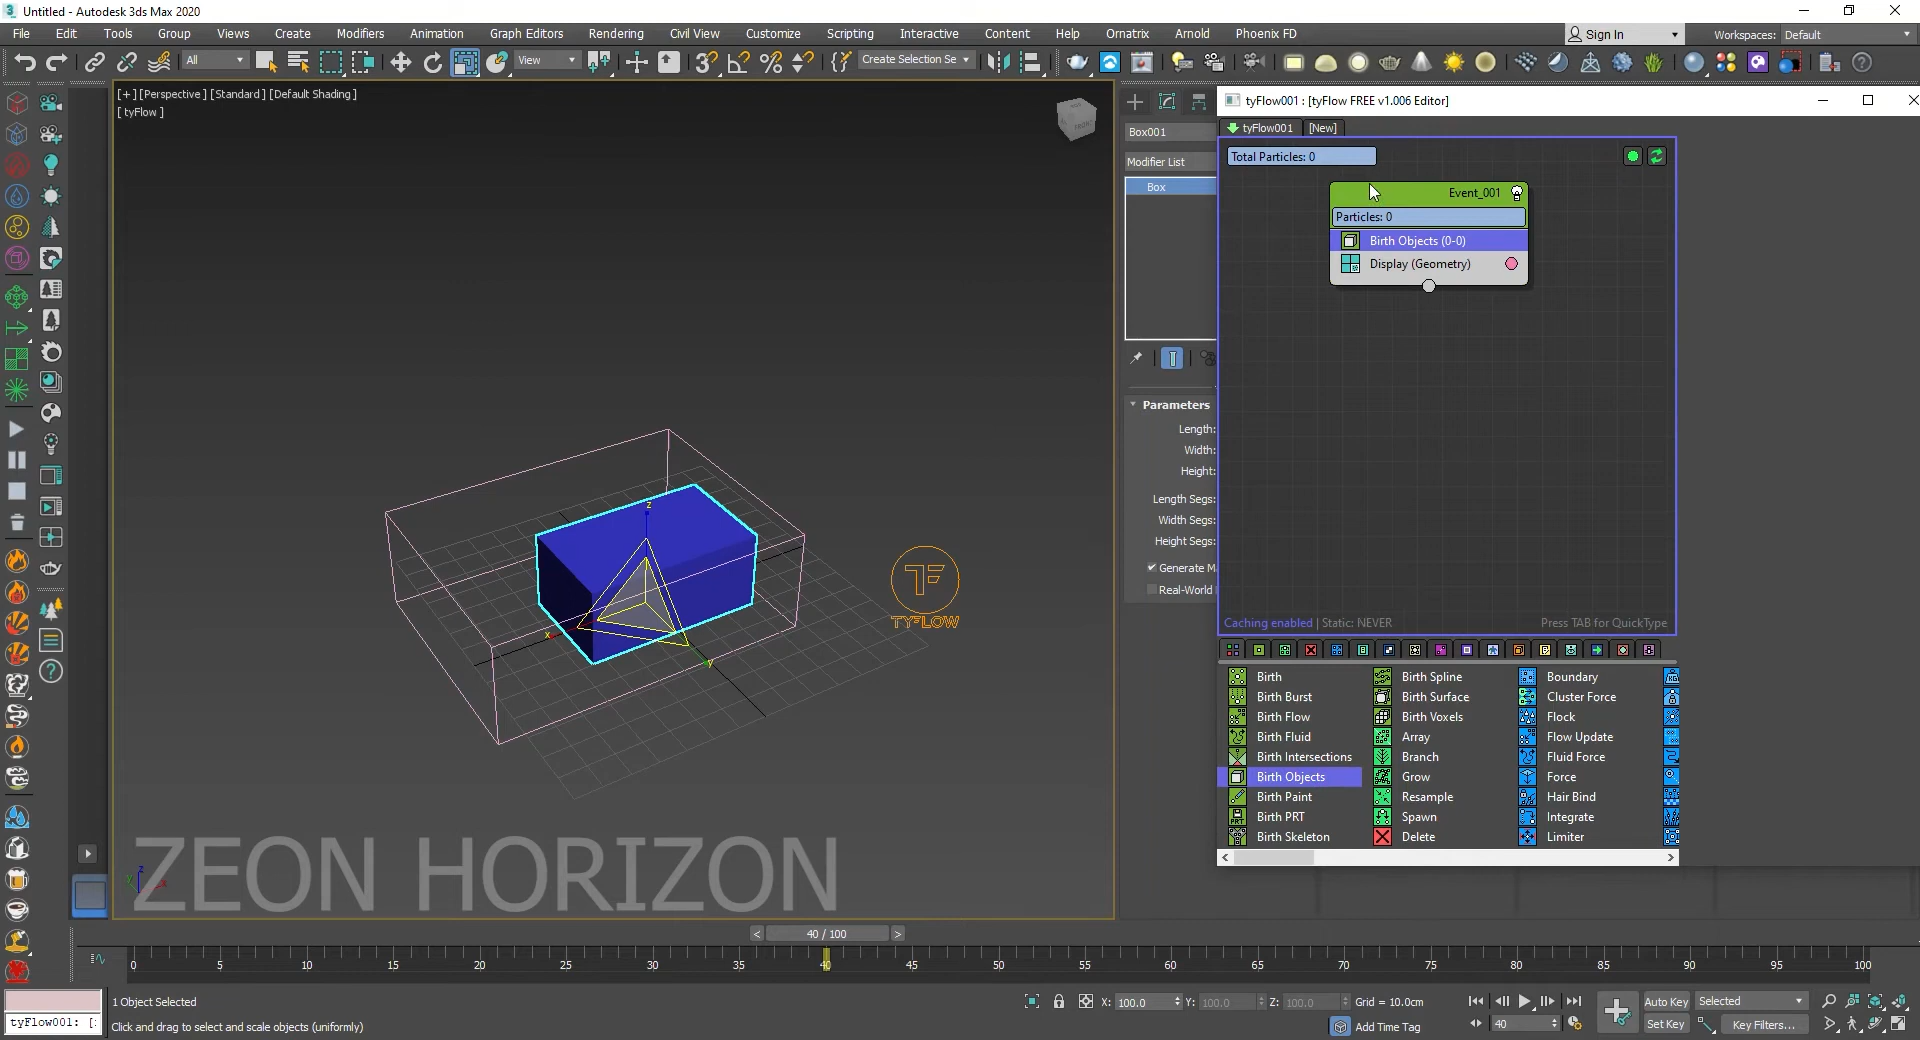 Untitled - Autodesk 3ds Max 2020
File Edit Tools Group Views Create Modifiers Animation Graph Editors Rendering Civil View Customize Scripting Interactive Content Help Ornatrix Arnold Phoenix FD Sign In Workspaces: Default
All View Create Selection Se
[+] [Perspective] [Standard] [Default Shading]
[ tyFlow ]
FRONT
z
x
y
TF
TYFLOW
ZEON HORIZON
Box001
Modifier List
Box
Parameters
Length:
Width:
Height:
Length Segs:
Width Segs:
Height Segs:
Generate M
Real-World
tyFlow001 : [tyFlow FREE v1.006 Editor]
tyFlow001 [New]
Total Particles: 0
Event_001
Particles: 0
Birth Objects (0-0)
Display (Geometry)
Caching enabled | Static: NEVER Press TAB for QuickType
Birth Birth Spline Boundary
Birth Burst Birth Surface Cluster Force
Birth Flow Birth Voxels Flock
Birth Fluid Array Flow Update
Birth Intersections Branch Fluid Force
Birth Objects Grow Force
Birth Paint Resample Hair Bind
Birth PRT Spawn Integrate
Birth Skeleton Delete Limiter
< 40 / 100 >
0 5 10 15 20 25 30 35 40 45 50 55 60 65 70 75 80 85 90 95 100
1 Object Selected X: 100.0 Y: 100.0 Z: 100.0 Grid = 10.0cm Auto Key Selected
tyFlow001: [: Click and drag to select and scale objects (uniformly) Add Time Tag 40 Set Key Key Filters...